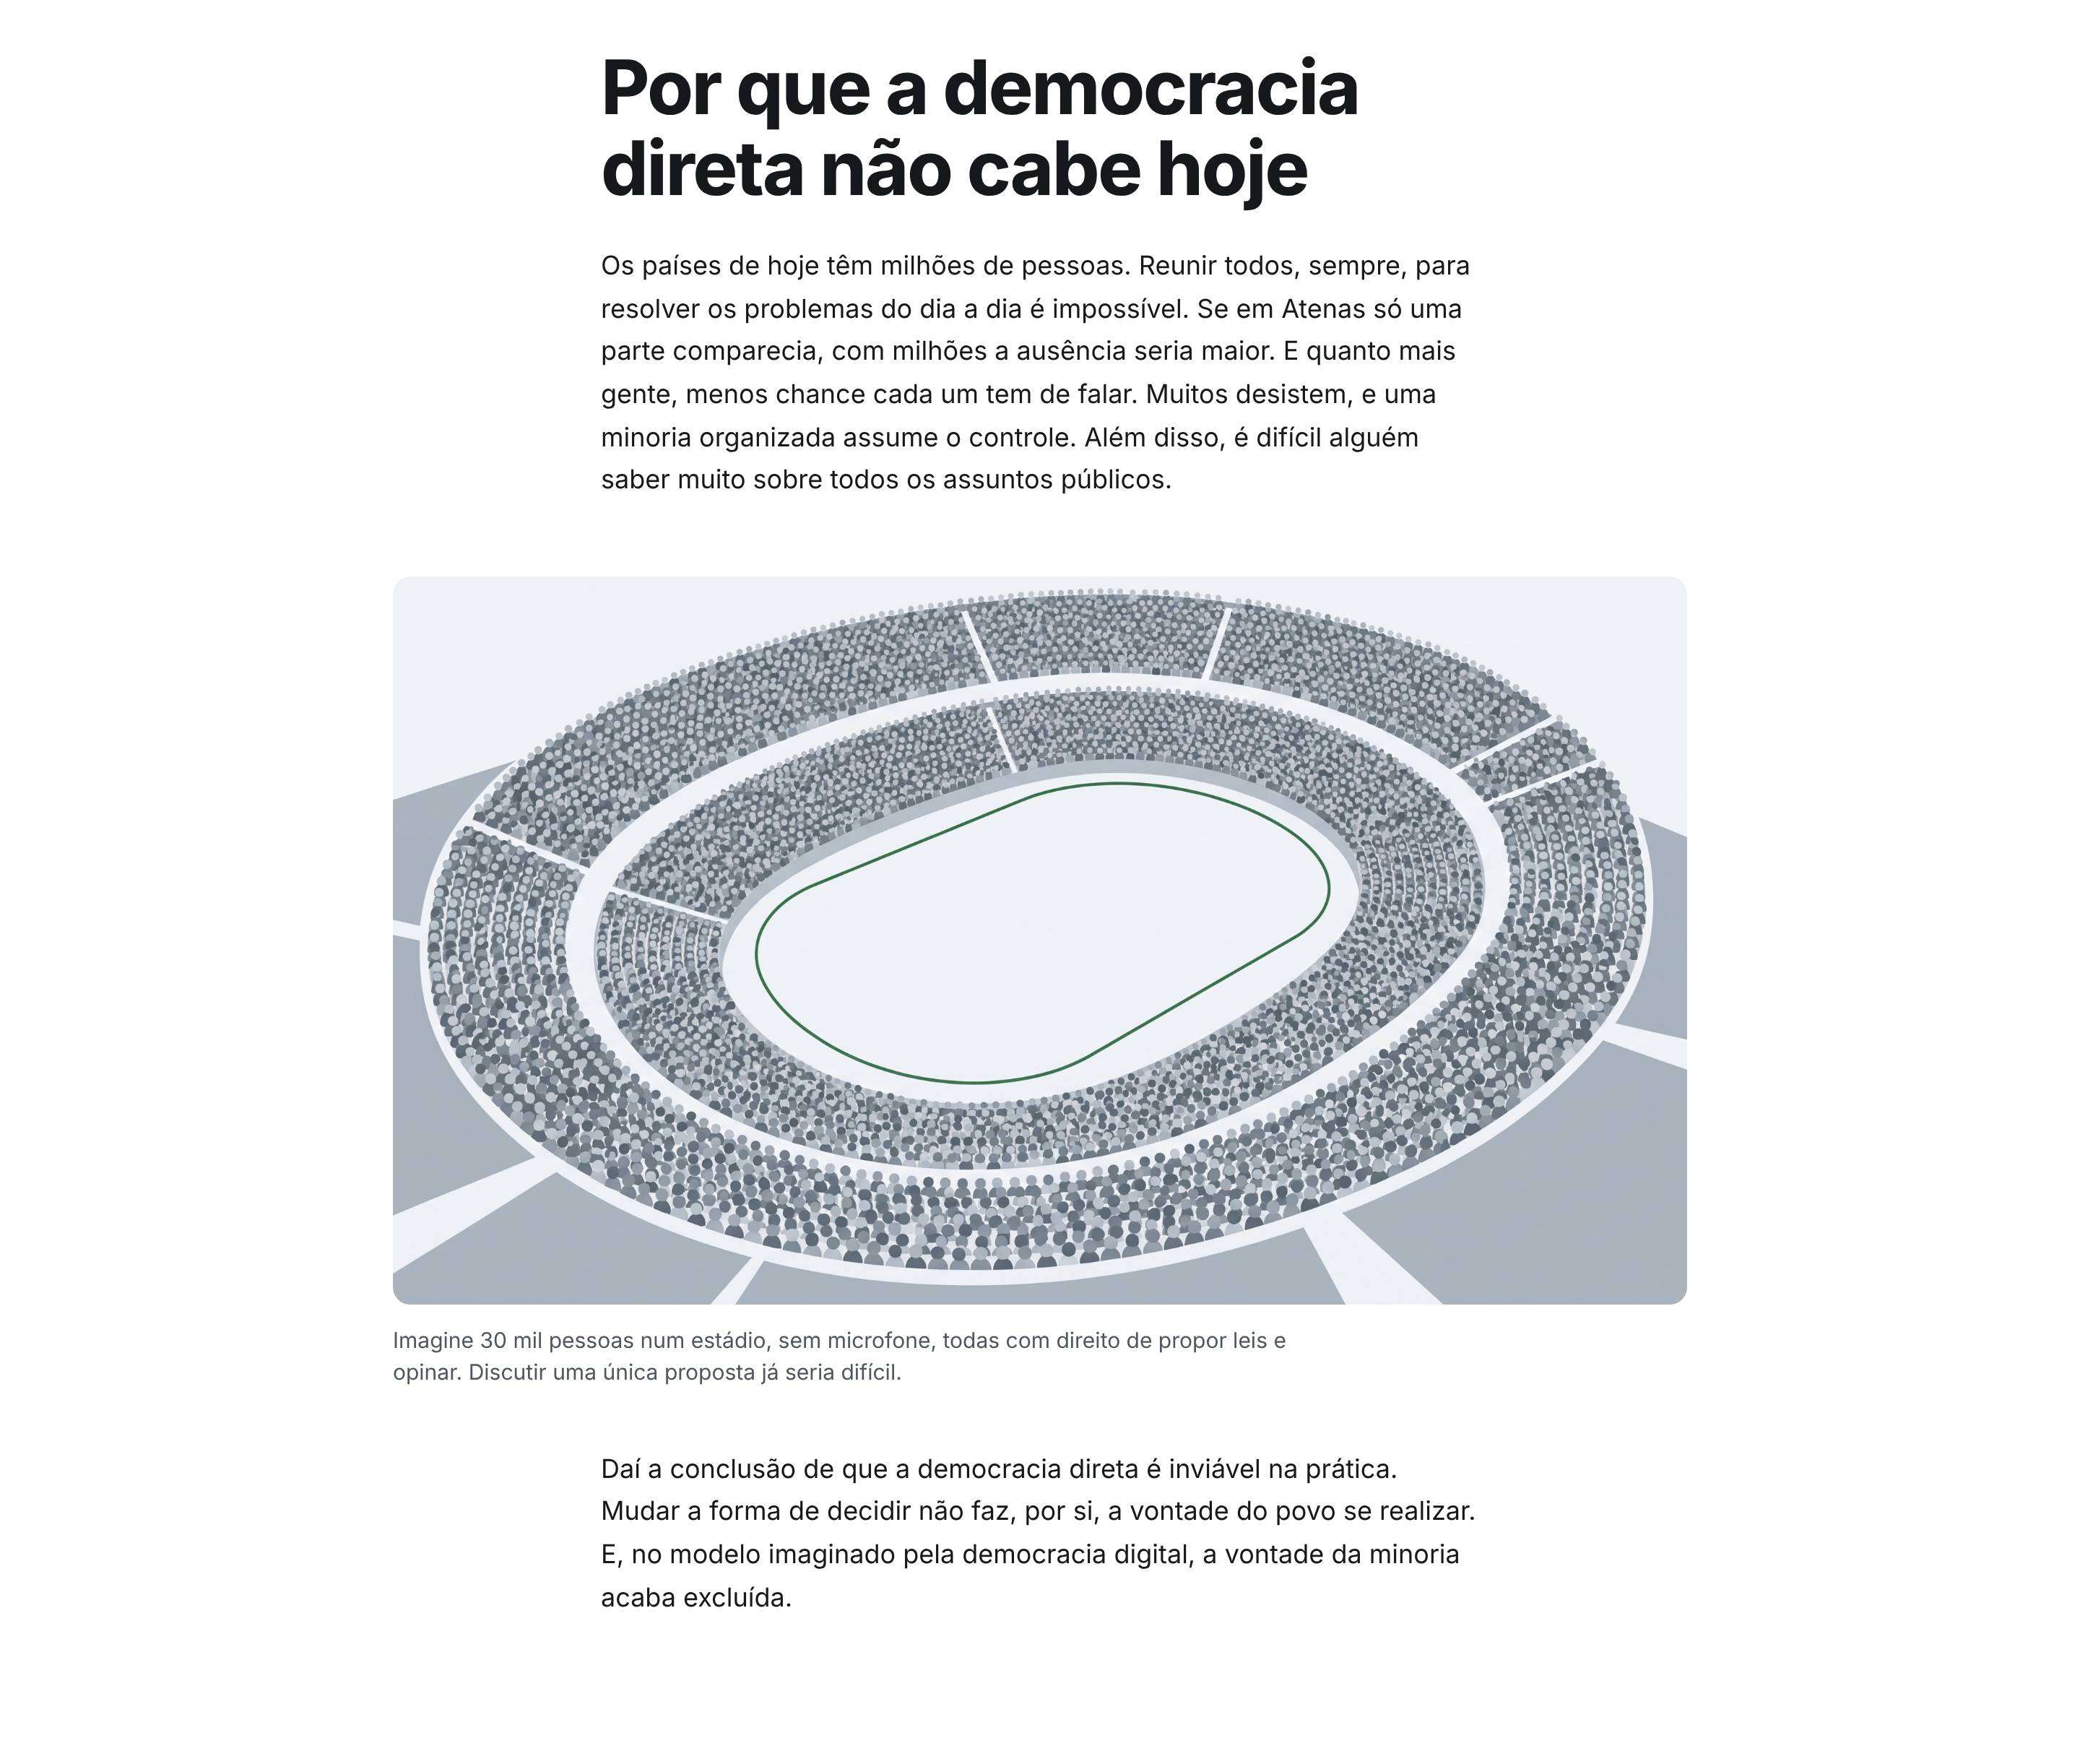 Por que a democracia
direta não cabe hoje
Os países de hoje têm milhões de pessoas. Reunir todos, sempre, para
resolver os problemas do dia a dia é impossível. Se em Atenas só uma
parte comparecia, com milhões a ausência seria maior. E quanto mais
gente, menos chance cada um tem de falar. Muitos desistem, e uma
minoria organizada assume o controle. Além disso, é difícil alguém
saber muito sobre todos os assuntos públicos.
Imagine 30 mil pessoas num estádio, sem microfone, todas com direito de propor leis e
opinar. Discutir uma única proposta já seria difícil.
Daí a conclusão de que a democracia direta é inviável na prática.
Mudar a forma de decidir não faz, por si, a vontade do povo se realizar.
E, no modelo imaginado pela democracia digital, a vontade da minoria
acaba excluída.